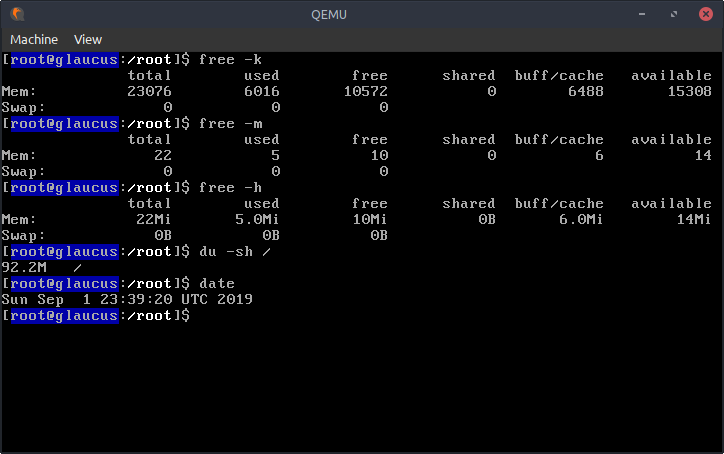 QEMU
Machine View
[root@glaucus:/root]$ free -k
total used free shared buff/cache available
Mem: 23076 6016 10572 0 6488 15308
Swap: 0 0 0
[root@glaucus:/root]$ free -m
total used free shared buff/cache available
Mem: 22 5 10 0 6 14
Swap: 0 0 0
[root@glaucus:/root]$ free -h
total used free shared buff/cache available
Mem: 22Mi 5.0Mi 10Mi 0B 6.0Mi 14Mi
Swap: 0B 0B 0B
[root@glaucus:/root]$ du -sh /
92.2M /
[root@glaucus:/root]$ date
Sun Sep  1 23:39:20 UTC 2019
[root@glaucus:/root]$